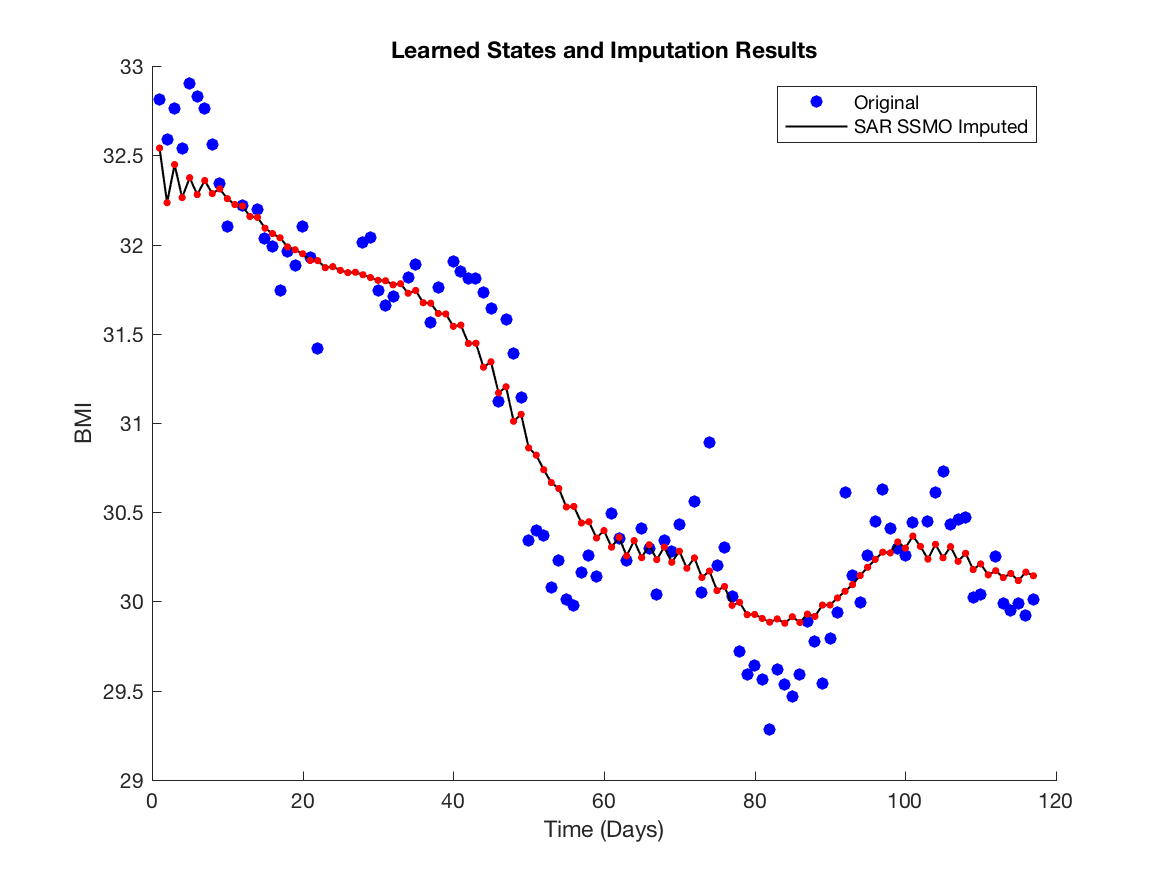 Learned States and Imputation Results
33
32.5
32
31.5
31
30.5
30
29.5
29
0 20 40 60 80 100 120
BMI
Time (Days)
Original
SAR SSMO Imputed